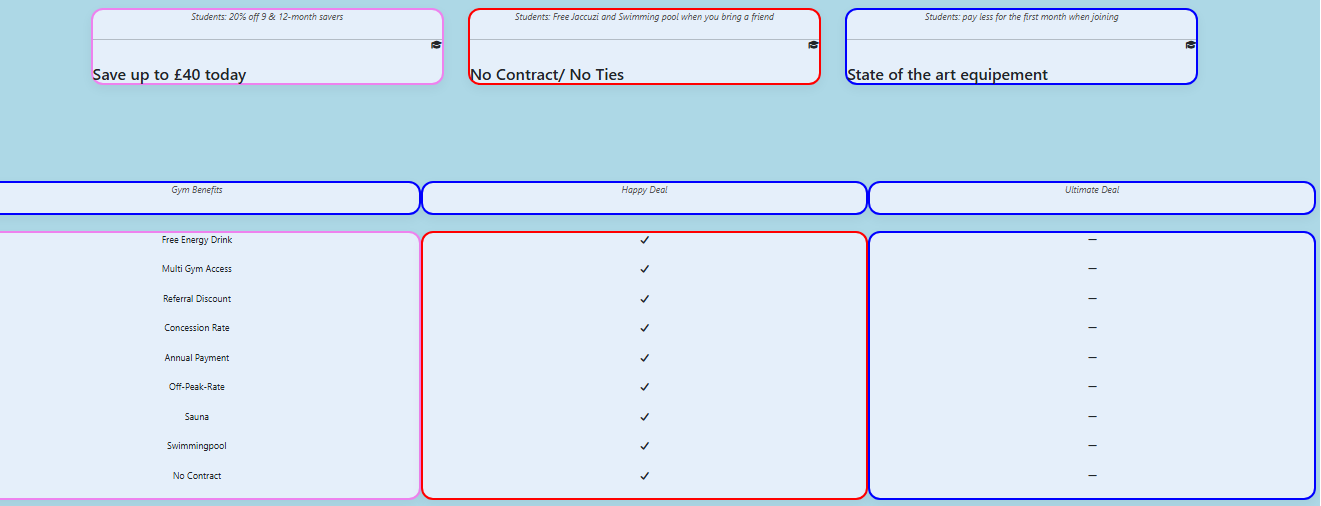 Students: 20% off 9 & 12-month savers
Save up to £40 today
Students: Free Jaccuzi and Swimming pool when you bring a friend
No Contract/ No Ties
Students: pay less for the first month when joining
State of the art equipement
Gym Benefits Happy Deal Ultimate Deal
Free Energy Drink ✓ –
Multi Gym Access ✓ –
Referral Discount ✓ –
Concession Rate ✓ –
Annual Payment ✓ –
Off-Peak-Rate ✓ –
Sauna ✓ –
Swimmingpool ✓ –
No Contract ✓ –